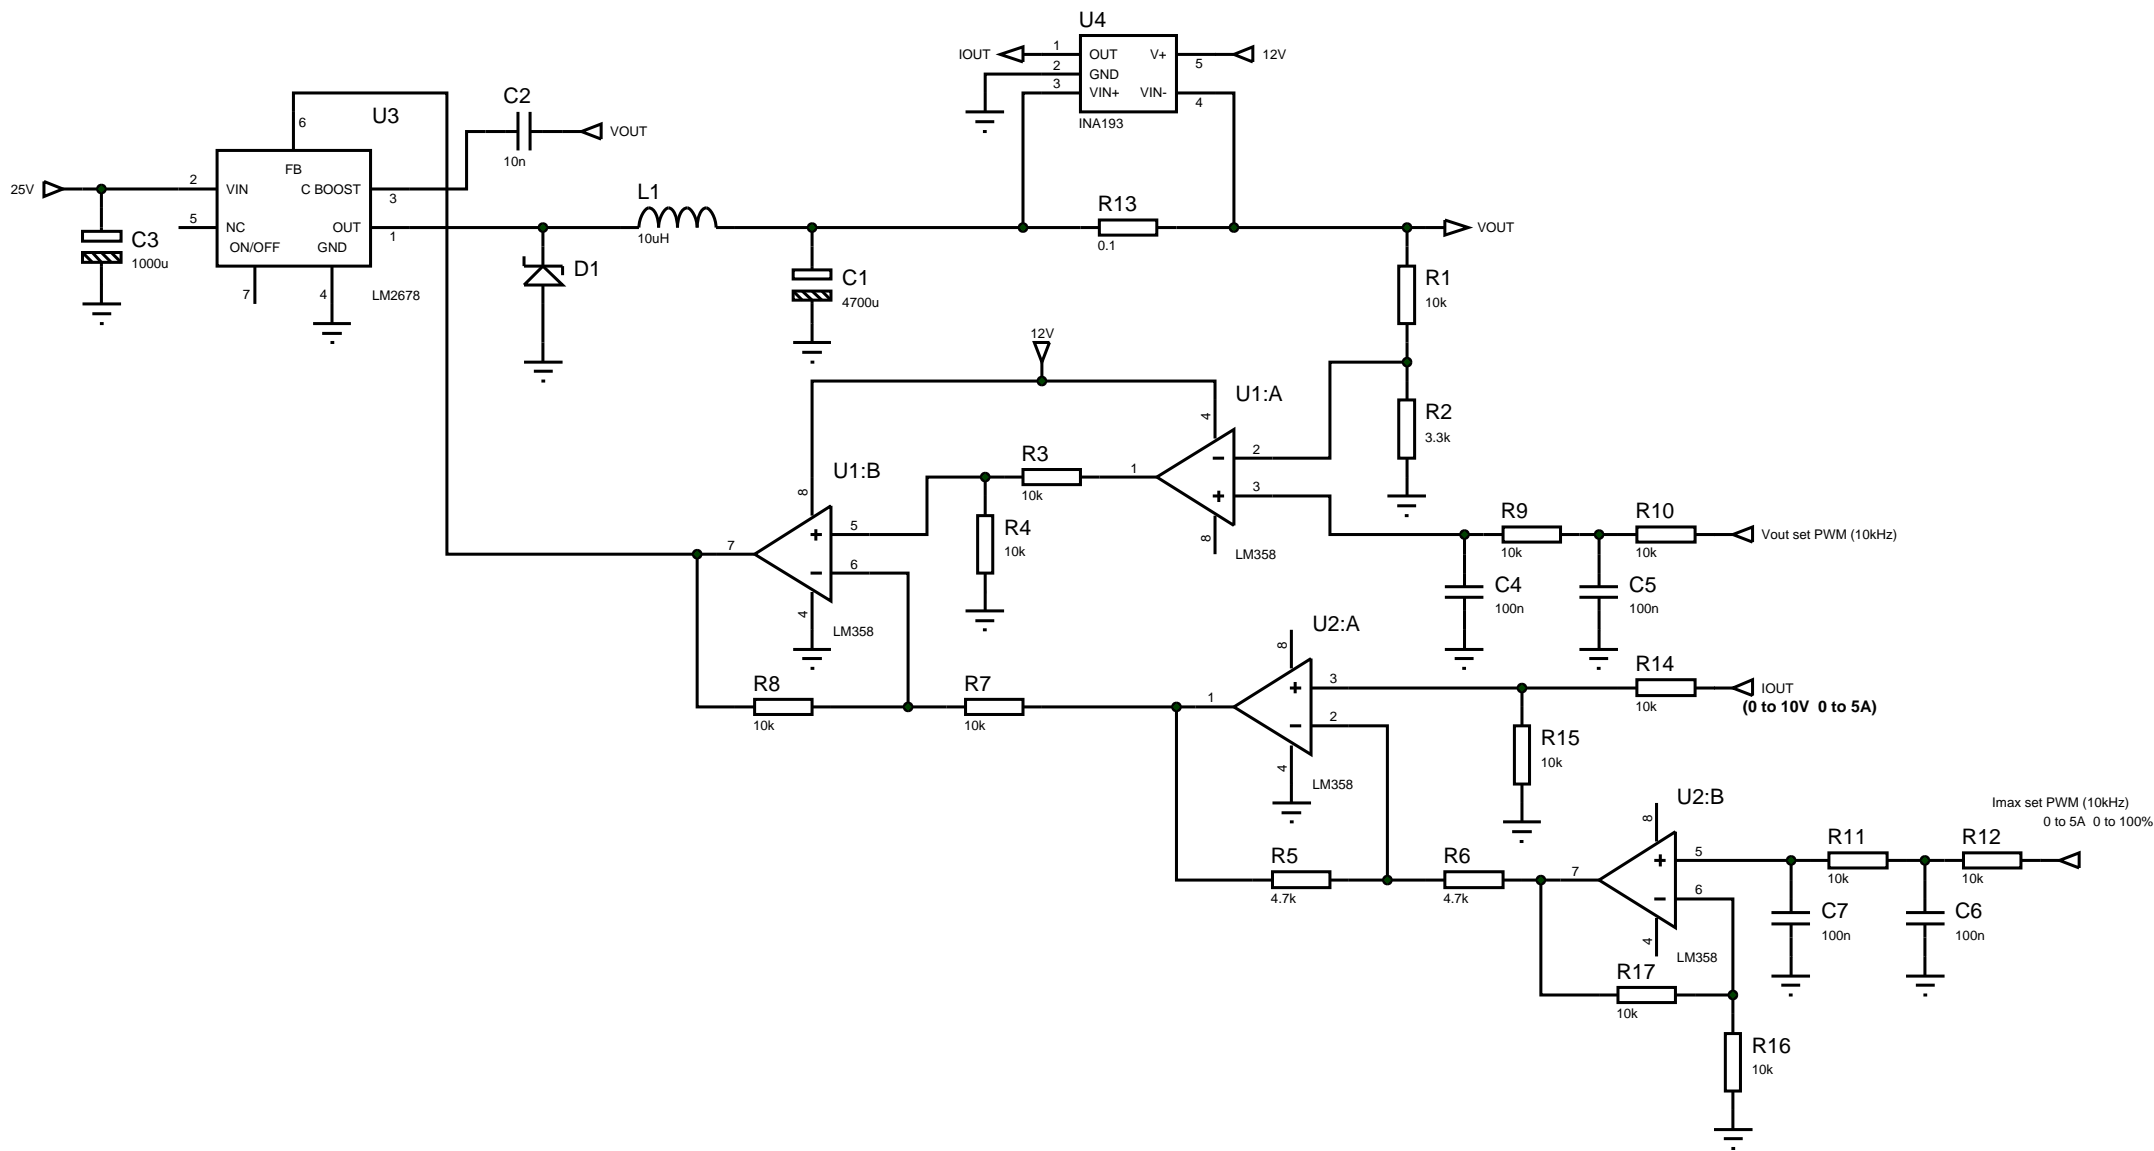 U4
IOUT
1
OUT
V+
5
12V
2
GND
3
VIN+
VIN-
4
INA193
C2
10n
VOUT
U3
6
FB
25V
2
VIN
C BOOST
3
5
NC
OUT
1
ON/OFF
GND
7
4
LM2678
C3
1000u
L1
10uH
D1
C1
4700u
R13
0.1
VOUT
R1
10k
R2
3.3k
12V
U1:A
4
2
3
1
8
LM358
R3
10k
R4
10k
U1:B
8
5
6
7
4
LM358
R9
10k
R10
10k
Vout set PWM (10kHz)
C4
100n
C5
100n
R8
10k
R7
10k
U2:A
8
3
2
1
4
LM358
R14
10k
IOUT
(0 to 10V 0 to 5A)
R15
10k
R5
4.7k
R6
4.7k
U2:B
8
5
6
7
4
LM358
Imax set PWM (10kHz)
0 to 5A 0 to 100%
R11
10k
R12
10k
C7
100n
C6
100n
R17
10k
R16
10k